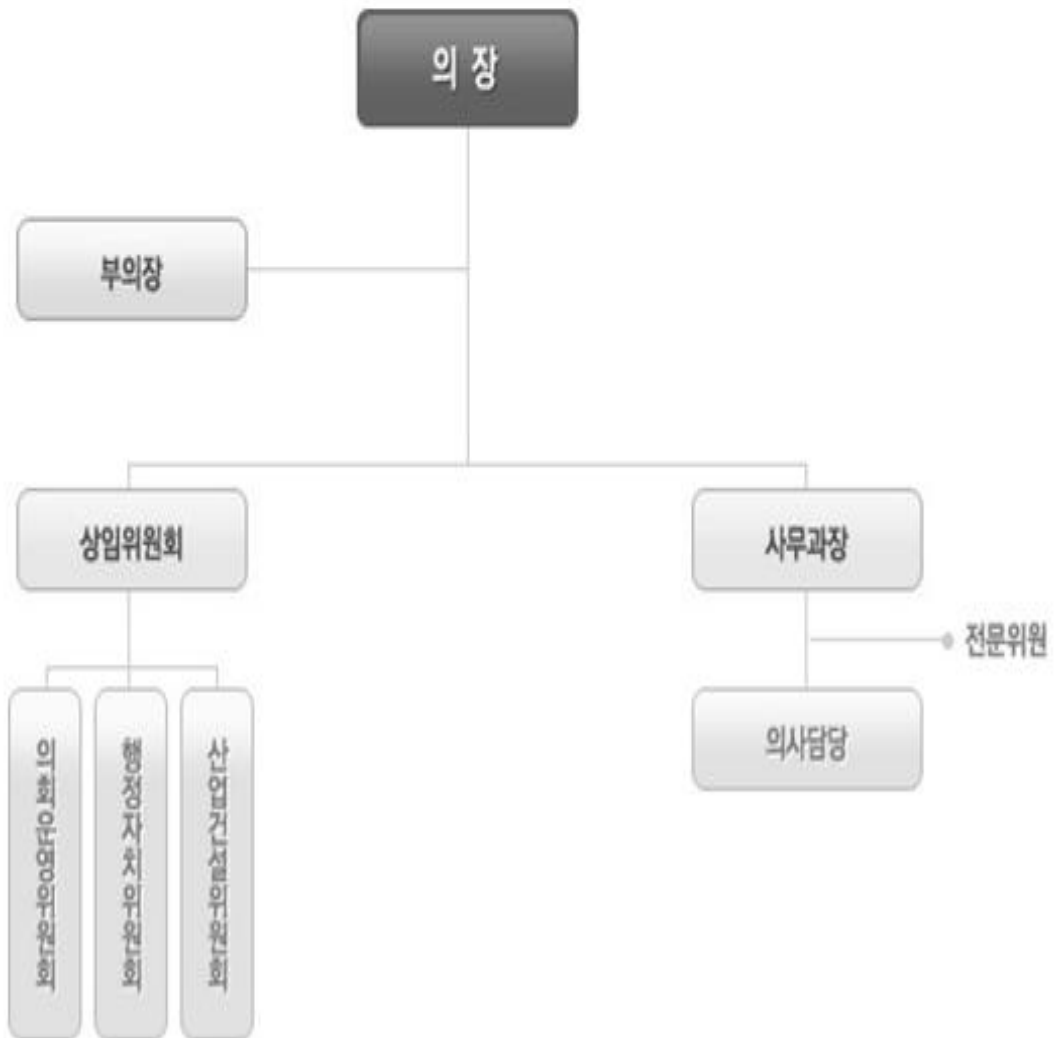 의 장
부의장
상임위원회
사무과장
전문위원
의사담당
의회운영위원회
행정자치위원회
산업건설위원회